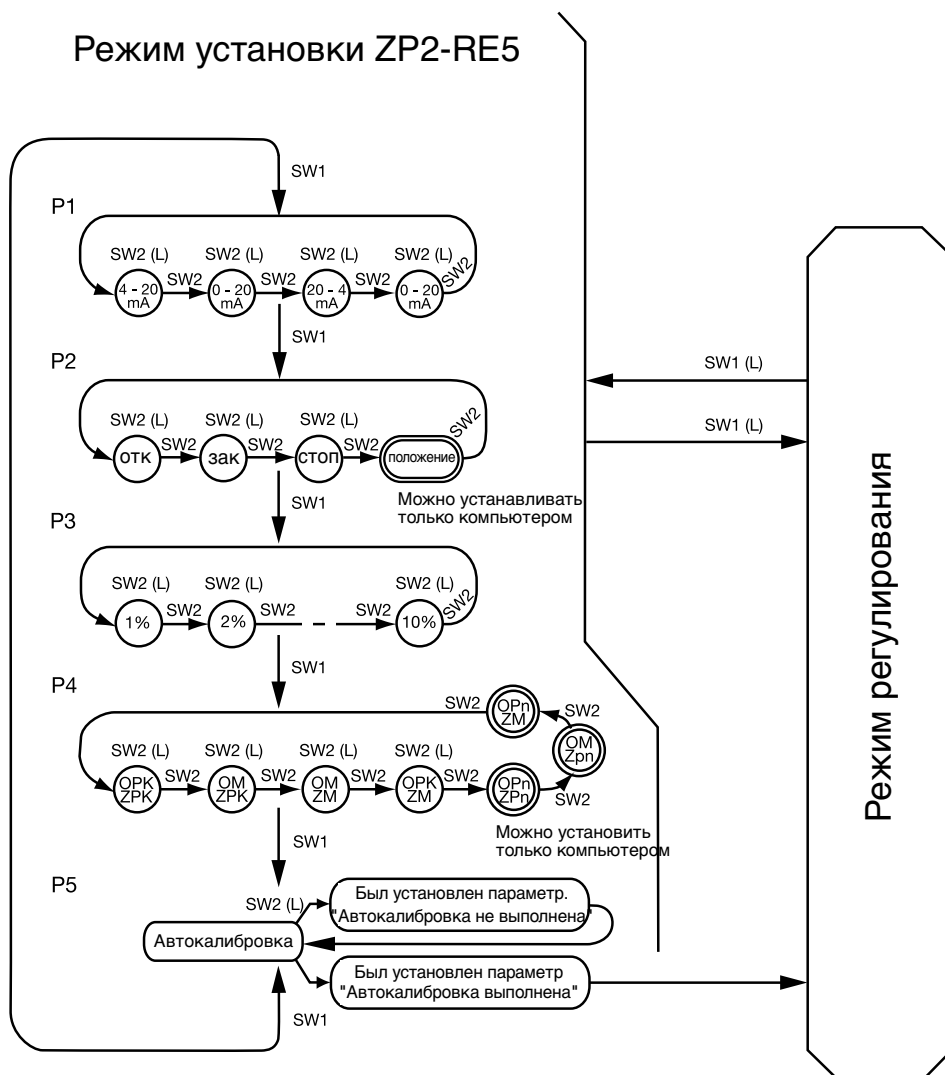 Режим установки ZP2-RE5
SW1
P1
SW2 (L) SW2 (L) SW2 (L) SW2 (L)
4 - 20 mA SW2 0 - 20 mA SW2 20 - 4 mA SW2 0 - 20 mA SW2
SW1
P2
SW2 (L) SW2 (L) SW2 (L)
отк SW2 зак SW2 стоп SW2 положение SW2
Можно устанавливать
только компьютером
SW1
P3
SW2 (L) SW2 (L) SW2 (L)
1% SW2 2% SW2 SW2 10% SW2
SW1
P4
SW2 OPn ZM SW2
OM Zpn
SW2 (L) SW2 (L) SW2 (L) SW2 (L)
OPK ZPK SW2 OM ZPK SW2 OM ZM SW2 OPK ZM SW2 OPn ZPn SW2
Можно установить
только компьютером
SW1
P5
SW2 (L)
Был установлен параметр.
"Автокалибровка не выполнена"
Автокалибровка
Был установлен параметр
"Автокалибровка выполнена"
SW1
SW1 (L)
SW1 (L)
Режим регулирования